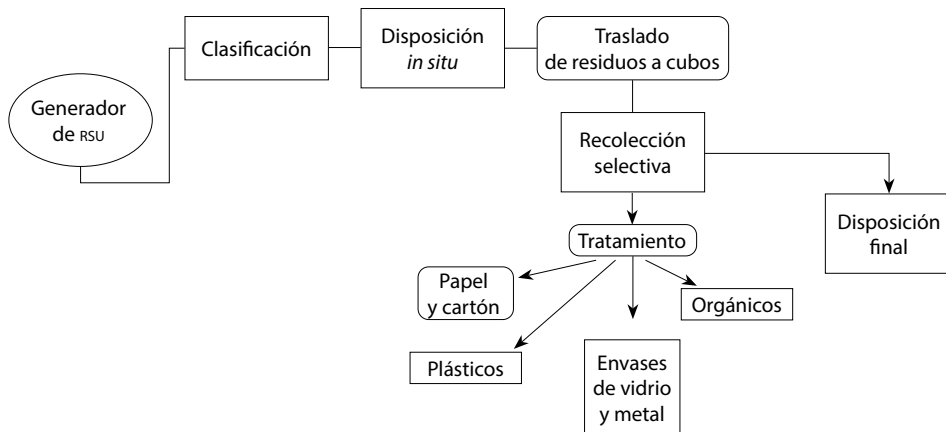 Generador
de RSU
Clasificación
Disposición
in situ
Traslado
de residuos a cubos
Recolección
selectiva
Disposición
final
Tratamiento
Papel
y cartón
Orgánicos
Plásticos
Envases
de vidrio
y metal